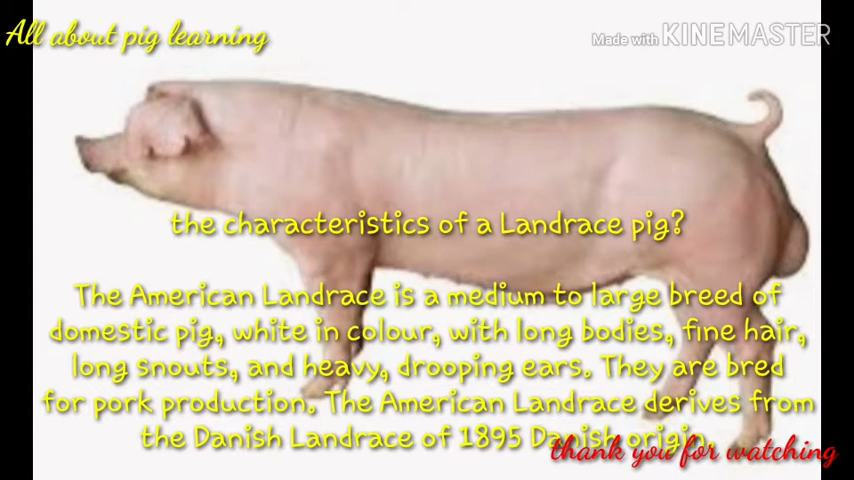 All about pig learning
Made with KINEMASTER
the characteristics of a Landrace pig?
The American Landrace is a medium to large breed of
domestic pig, white in colour, with long bodies, fine hair,
long snouts, and heavy, drooping ears. They are bred
for pork production. The American Landrace derives from
the Danish Landrace of 1895 Danish origin.
thank you for watching